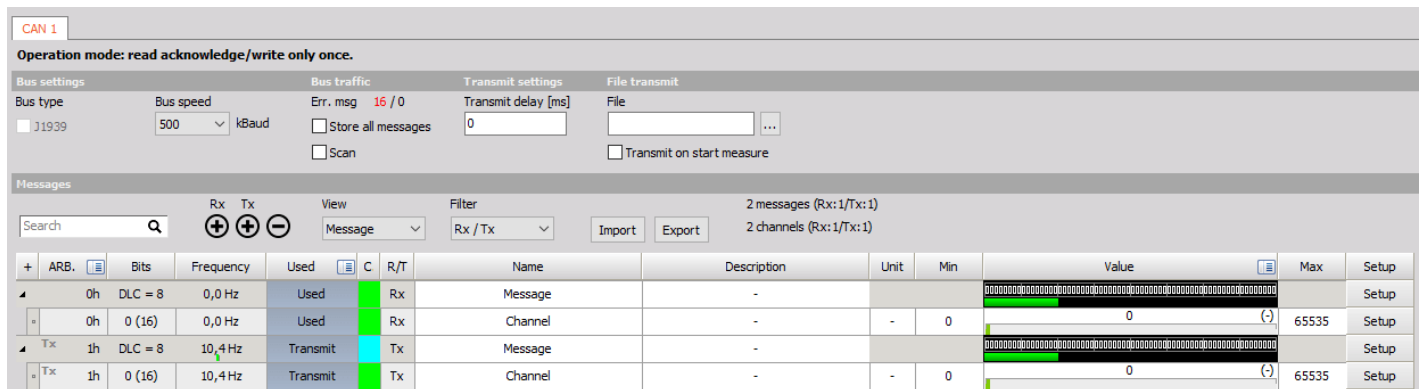 CAN 1
Operation mode: read acknowledge/write only once.
Bus settings Bus traffic Transmit settings File transmit
Bus type Bus speed Err. msg 16 / 0 Transmit delay [ms] File
J1939 500 kBaud Store all messages 0 ...
Scan Transmit on start measure
Messages
Rx Tx View Filter 2 messages (Rx:1/Tx:1)
Search Message Rx / Tx Import Export 2 channels (Rx:1/Tx:1)
+ ARB. Bits Frequency Used C R/T Name Description Unit Min Value Max Setup
0h DLC = 8 0,0 Hz Used Rx Message - Setup
0h 0 (16) 0,0 Hz Used Rx Channel - - 0 0 (-) 65535 Setup
Tx 1h DLC = 8 10,4 Hz Transmit Tx Message - Setup
Tx 1h 0 (16) 10,4 Hz Transmit Tx Channel - - 0 0 (-) 65535 Setup